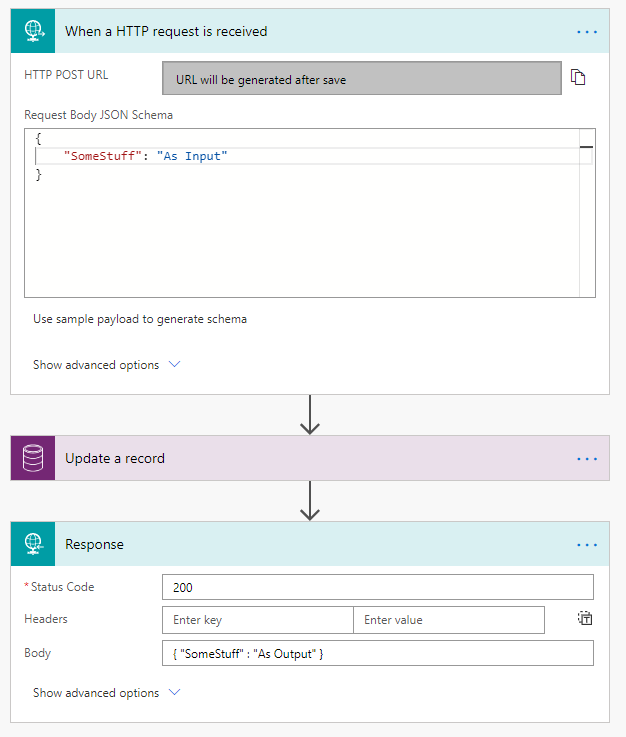 When a HTTP request is received
HTTP POST URL
URL will be generated after save
Request Body JSON Schema
{
"SomeStuff": "As Input"
}
Use sample payload to generate schema
Show advanced options
Update a record
Response
*Status Code
200
Headers
Enter key
Enter value
Body
{ "SomeStuff" : "As Output" }
Show advanced options